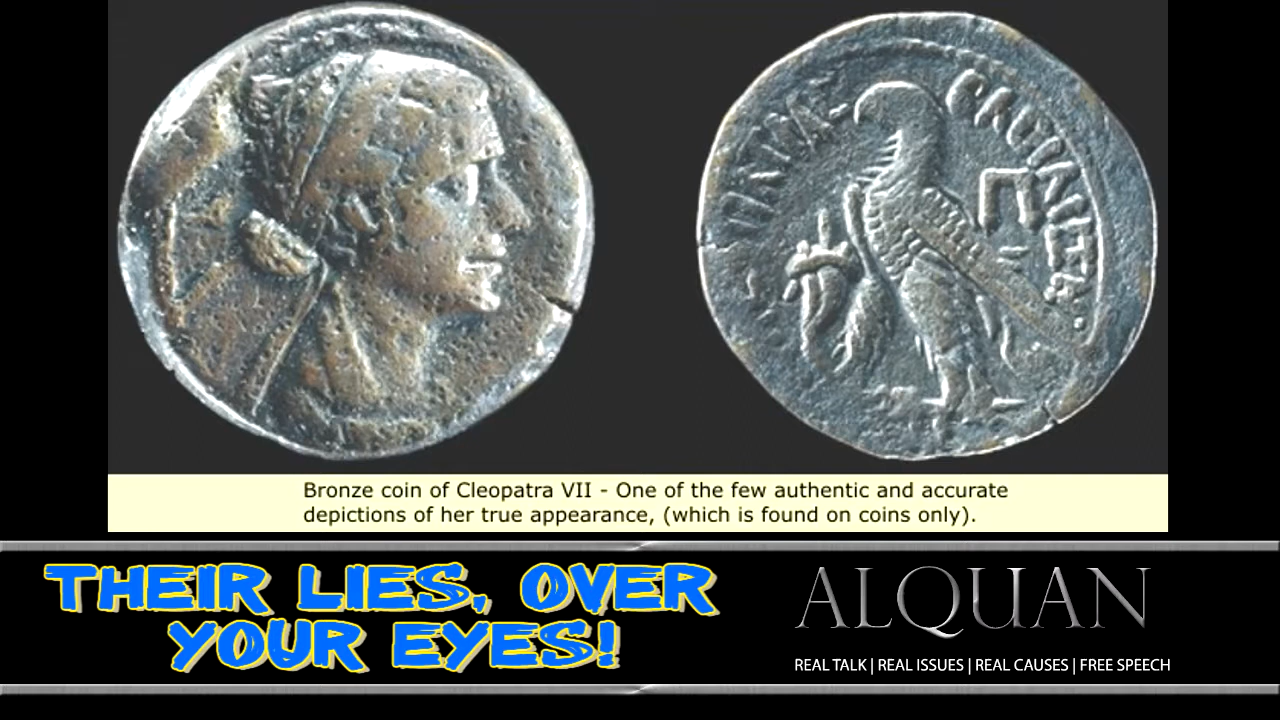 Bronze coin of Cleopatra VII - One of the few authentic and accurate
depictions of her true appearance, (which is found on coins only).
THEIR LIES, OVER
YOUR EYES!
ALQUAN
REAL TALK | REAL ISSUES | REAL CAUSES | FREE SPEECH